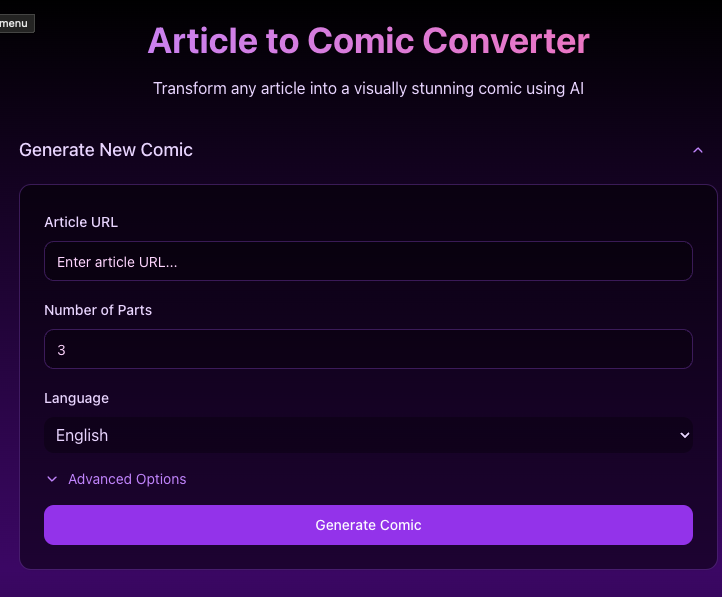 menu
Article to Comic Converter
Transform any article into a visually stunning comic using AI
Generate New Comic
Article URL
Enter article URL...
Number of Parts
3
Language
English
Advanced Options
Generate Comic